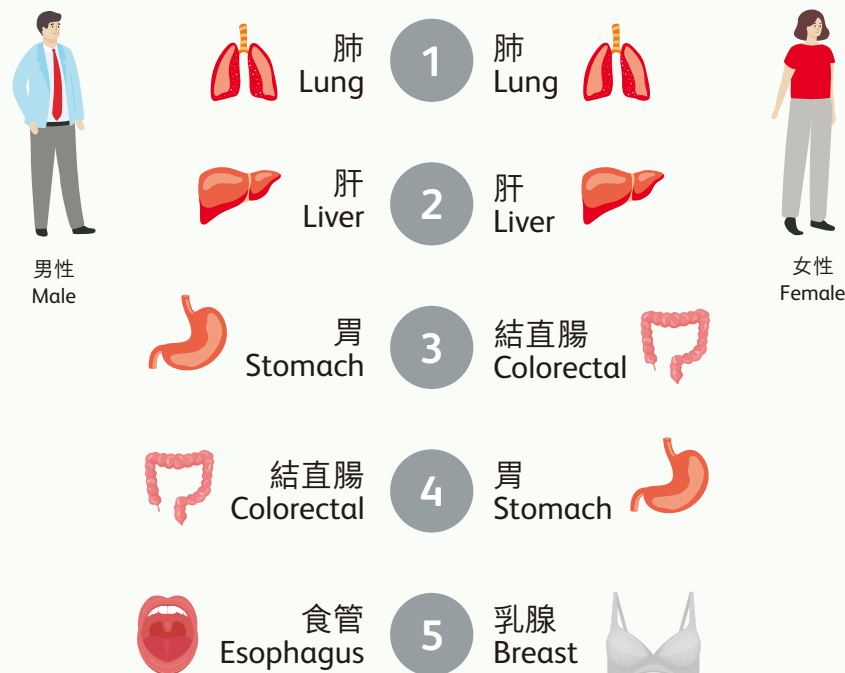 肺
Lung
1
肺
Lung
肝
Liver
2
肝
Liver
男性
Male
女性
Female
胃
Stomach
3
結直腸
Colorectal
結直腸
Colorectal
4
胃
Stomach
食管
Esophagus
5
乳腺
Breast